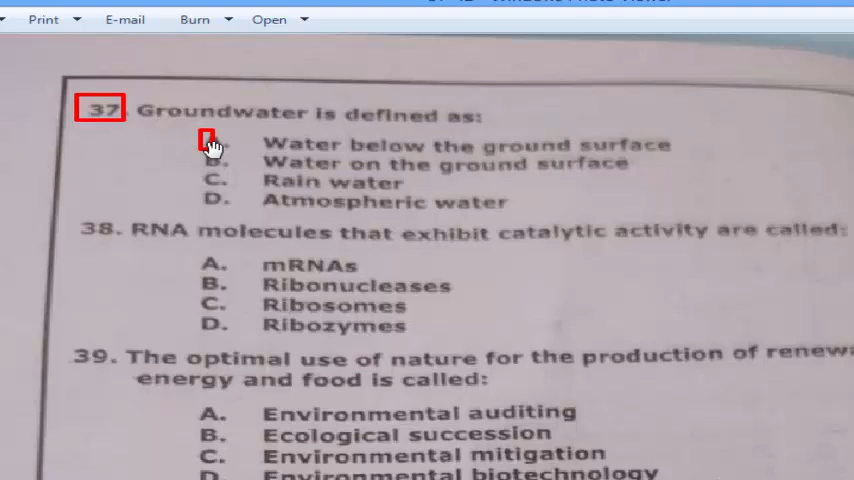 Print E-mail Burn Open
37. Groundwater is defined as:
A. Water below the ground surface
B. Water on the ground surface
C. Rain water
D. Atmospheric water
38. RNA molecules that exhibit catalytic activity are called:
A. mRNAs
B. Ribonucleases
C. Ribosomes
D. Ribozymes
39. The optimal use of nature for the production of renew
energy and food is called:
A. Environmental auditing
B. Ecological succession
C. Environmental mitigation
D. Environmental biotechnology